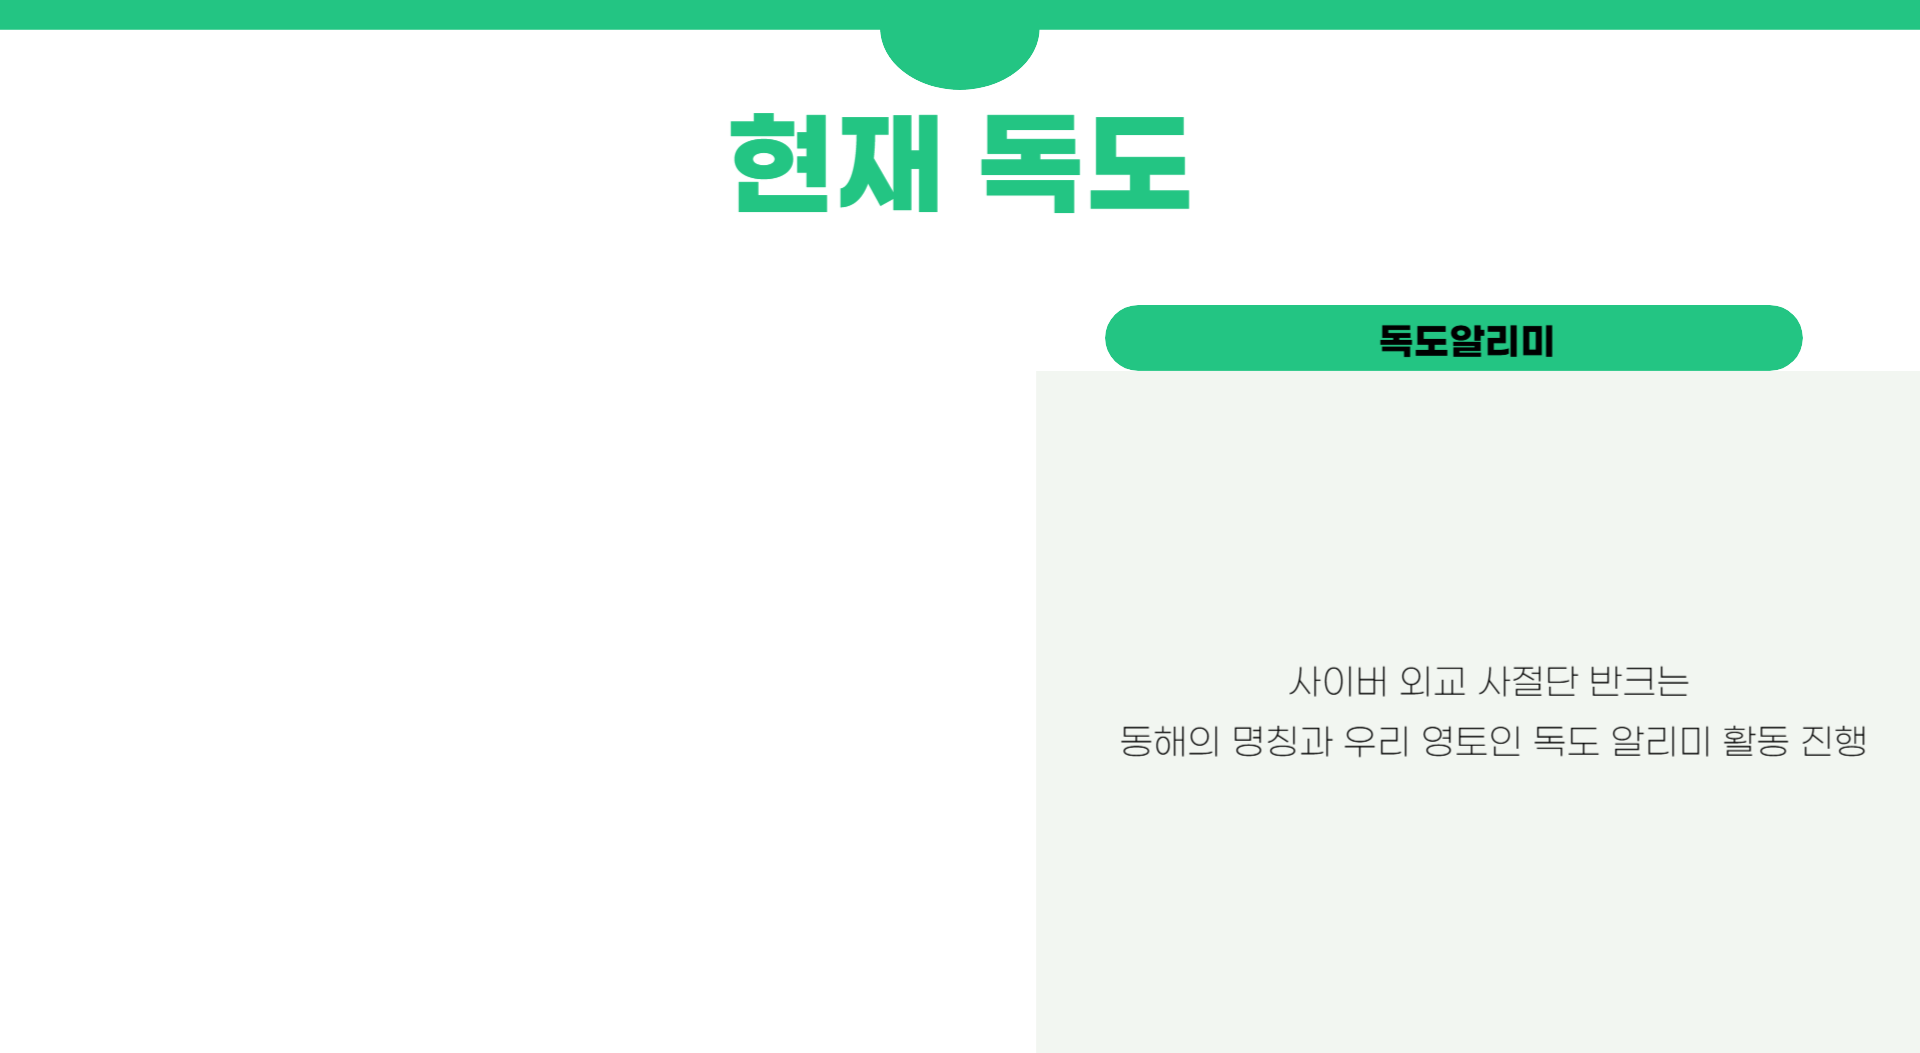 현재 독도
독도알리미
사이버 외교 사절단 반크는
동해의 명칭과 우리 영토인 독도 알리미 활동 진행